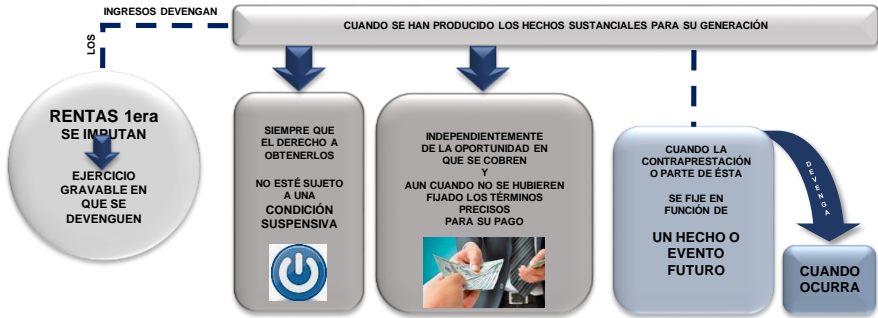 LOS
INGRESOS DEVENGAN
CUANDO SE HAN PRODUCIDO LOS HECHOS SUSTANCIALES PARA SU GENERACIÓN
RENTAS 1era
SE IMPUTAN
EJERCICIO
GRAVABLE EN
QUE SE
DEVENGUEN
SIEMPRE QUE
EL DERECHO A
OBTENERLOS
NO ESTÉ SUJETO
A UNA
CONDICIÓN
SUSPENSIVA
INDEPENDIENTEMENTE
DE LA OPORTUNIDAD EN
QUE SE COBREN
Y
AUN CUANDO NO SE HUBIEREN
FIJADO LOS TÉRMINOS
PRECISOS
PARA SU PAGO
CUANDO LA
CONTRAPRESTACIÓN
O PARTE DE ÉSTA
SE FIJE EN
FUNCIÓN DE
UN HECHO O
EVENTO
FUTURO
DEVENGA
CUANDO
OCURRA